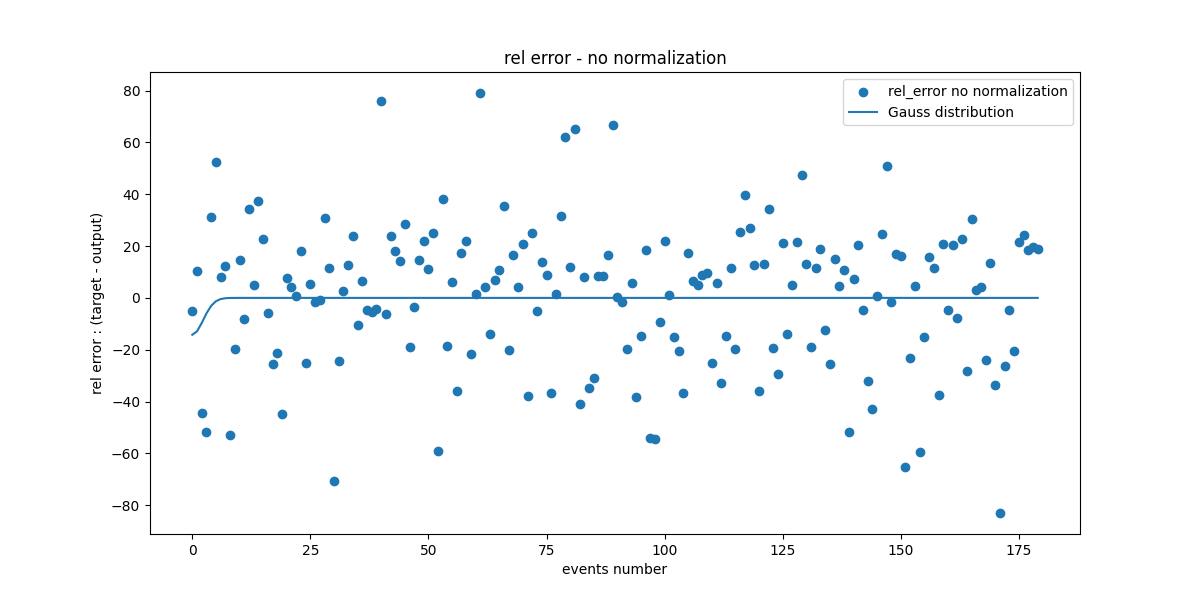 rel error - no normalization
rel_error no normalization
Gauss distribution
80
60
40
20
0
−20
−40
−60
−80
rel error : (target - output)
0 25 50 75 100 125 150 175
events number